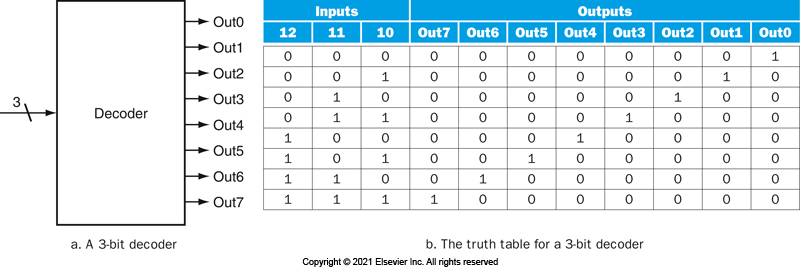 Out0
Out1
Out2
3
Out3
Decoder
Out4
Out5
Out6
Out7
a. A 3-bit decoder
Inputs Outputs
12 11 10 Out7 Out6 Out5 Out4 Out3 Out2 Out1 Out0
0 0 0 0 0 0 0 0 0 0 1
0 0 1 0 0 0 0 0 0 1 0
0 1 0 0 0 0 0 0 1 0 0
0 1 1 0 0 0 0 1 0 0 0
1 0 0 0 0 0 1 0 0 0 0
1 0 1 0 0 1 0 0 0 0 0
1 1 0 0 1 0 0 0 0 0 0
1 1 1 1 0 0 0 0 0 0 0
b. The truth table for a 3-bit decoder
Copyright © 2021 Elsevier Inc. All rights reserved